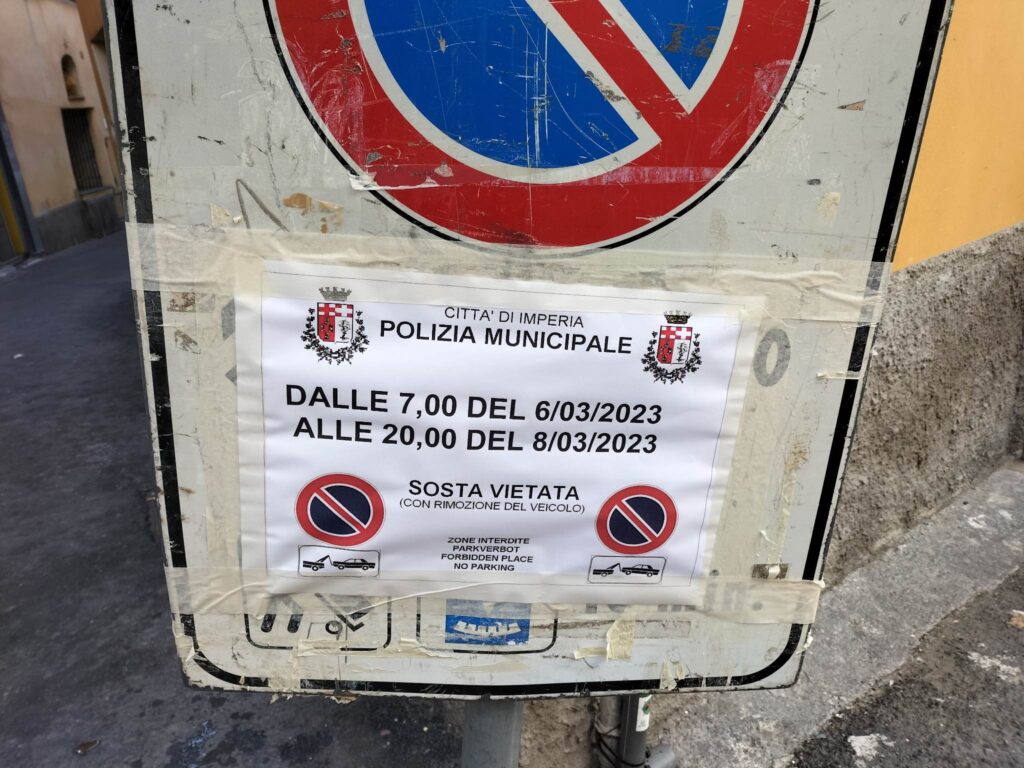 CITTA' DI IMPERIA
POLIZIA MUNICIPALE
DALLE 7,00 DEL 6/03/2023
ALLE 20,00 DEL 8/03/2023
SOSTA VIETATA
(CON RIMOZIONE DEL VEICOLO)
ZONE INTERDITE
PARKVERBOT
FORBIDDEN PLACE
NO PARKING